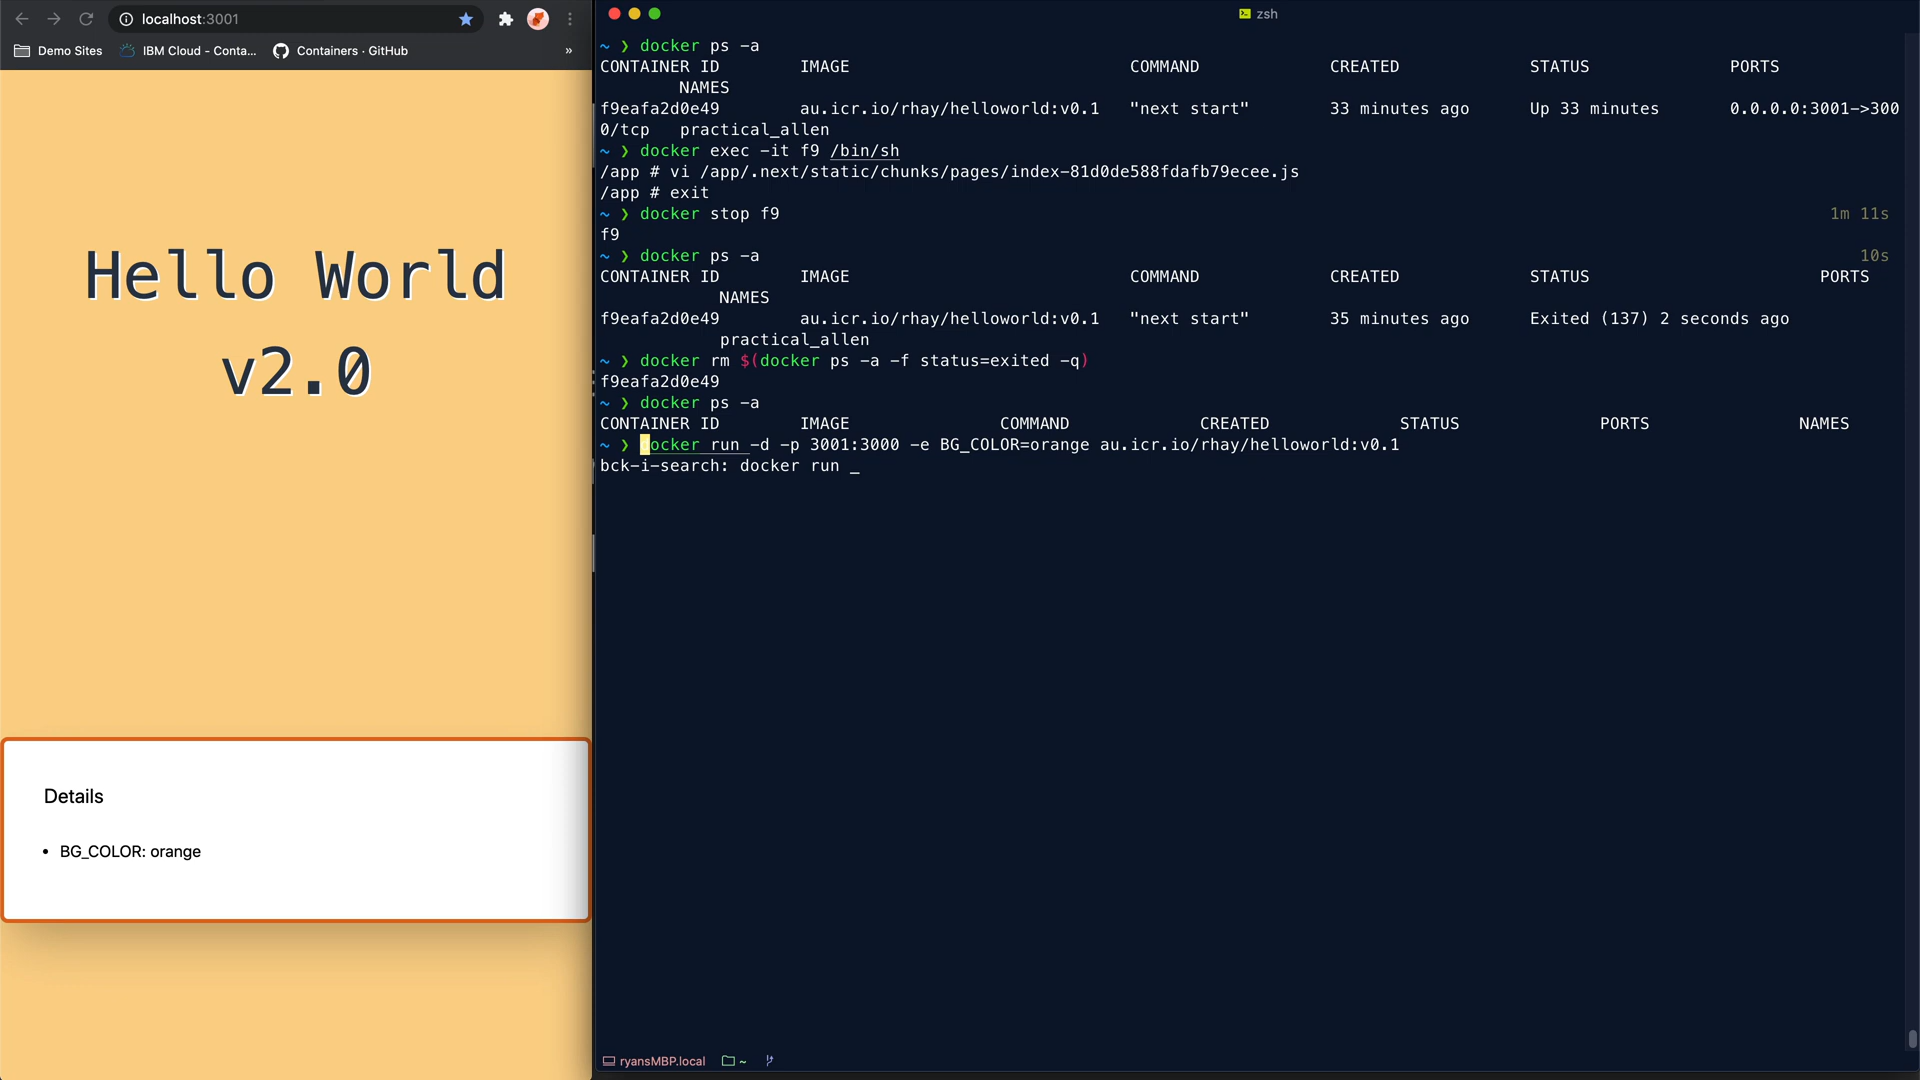 localhost:3001
Demo Sites IBM Cloud - Conta... Containers · GitHub »
Hello World
v2.0
Details
• BG_COLOR: orange
zsh
~ ❯ docker ps -a
CONTAINER ID IMAGE COMMAND CREATED STATUS PORTS
NAMES
f9eafa2d0e49 au.icr.io/rhay/helloworld:v0.1 "next start" 33 minutes ago Up 33 minutes 0.0.0.0:3001->300
0/tcp practical_allen
~ ❯ docker exec -it f9 /bin/sh
/app # vi /app/.next/static/chunks/pages/index-81d0de588fdafb79ecee.js
/app # exit
~ ❯ docker stop f9 1m 11s
f9
~ ❯ docker ps -a 10s
CONTAINER ID IMAGE COMMAND CREATED STATUS PORTS
NAMES
f9eafa2d0e49 au.icr.io/rhay/helloworld:v0.1 "next start" 35 minutes ago Exited (137) 2 seconds ago
practical_allen
~ ❯ docker rm $(docker ps -a -f status=exited -q)
f9eafa2d0e49
~ ❯ docker ps -a
CONTAINER ID IMAGE COMMAND CREATED STATUS PORTS NAMES
~ ❯ docker run -d -p 3001:3000 -e BG_COLOR=orange au.icr.io/rhay/helloworld:v0.1
bck-i-search: docker run _
ryansMBP.local ~